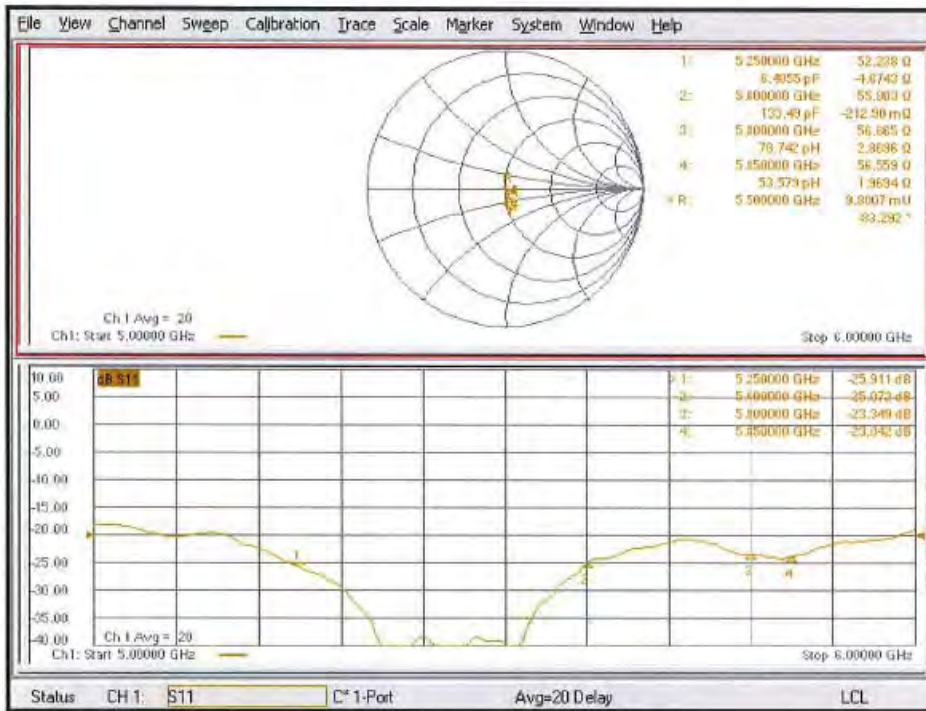 File View Channel Sweep Calibration Trace Scale Marker System Window Help
1: 5.250000 GHz 52.238 Ω
6.4855 pF -4.6743 Ω
2: 5.600000 GHz 55.903 Ω
133.49 pF -212.90 mΩ
3: 5.800000 GHz 56.665 Ω
78.742 pH 2.8696 Ω
4: 5.850000 GHz 56.559 Ω
53.579 pH 1.9694 Ω
R: 5.500000 GHz 9.8007 mU
-83.292 °
Ch 1 Avg = 20
Ch1: Start 5.00000 GHz
Stop 6.00000 GHz
10.00 dB S11
5.00
0.00
-5.00
-10.00
-15.00
-20.00
-25.00
-30.00
-35.00
-40.00
> 1: 5.250000 GHz -25.911 dB
2: 5.600000 GHz -25.072 dB
3: 5.800000 GHz -23.349 dB
4: 5.850000 GHz -23.842 dB
1
2
3
4
Ch 1 Avg = 20
Ch1: Start 5.00000 GHz
Stop 6.00000 GHz
Status CH 1: S11 C* 1-Port Avg=20 Delay LCL